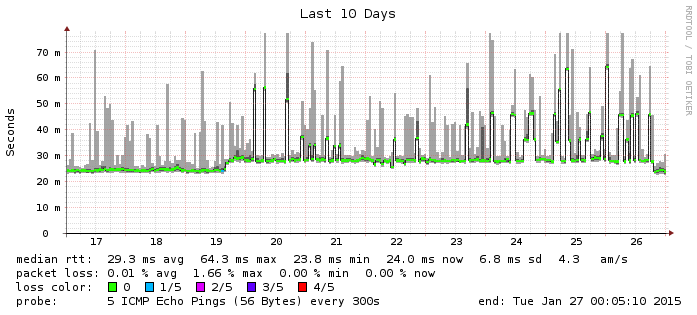 Last 10 Days
RRDTOOL / TOBI OETIKER
Seconds
70 m
60 m
50 m
40 m
30 m
20 m
10 m
0
17 18 19 20 21 22 23 24 25 26
median rtt: 29.3 ms avg 64.3 ms max 23.8 ms min 24.0 ms now 6.8 ms sd 4.3 am/s
packet loss: 0.01 % avg 1.66 % max 0.00 % min 0.00 % now
loss color: 0 1/5 2/5 3/5 4/5
probe: 5 ICMP Echo Pings (56 Bytes) every 300s end: Tue Jan 27 00:05:10 2015